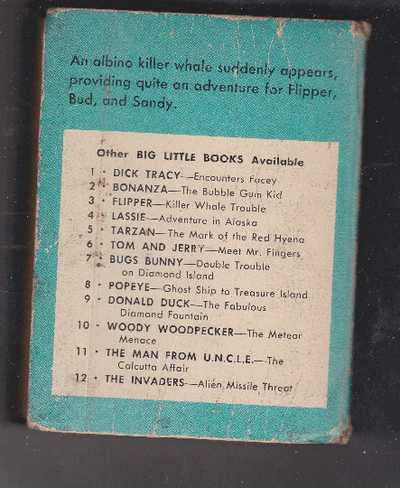 An albino killer whale suddenly appears,
providing quite an adventure for Flipper,
Bud, and Sandy.
Other BIG LITTLE BOOKS Available
1 · DICK TRACY—Encounters Facey
2 · BONANZA—The Bubble Gum Kid
3 · FLIPPER—Killer Whale Trouble
4 · LASSIE—Adventure in Alaska
5 · TARZAN—The Mark of the Red Hyena
6 · TOM AND JERRY—Meet Mr. Fingers
7 · BUGS BUNNY—Double Trouble
on Diamond Island
8 · POPEYE—Ghost Ship to Treasure Island
9 · DONALD DUCK—The Fabulous
Diamond Fountain
10 · WOODY WOODPECKER—The Meteor
Menace
11 · THE MAN FROM U.N.C.L.E.—The
Calcutta Affair
12 · THE INVADERS—Alien Missile Threat